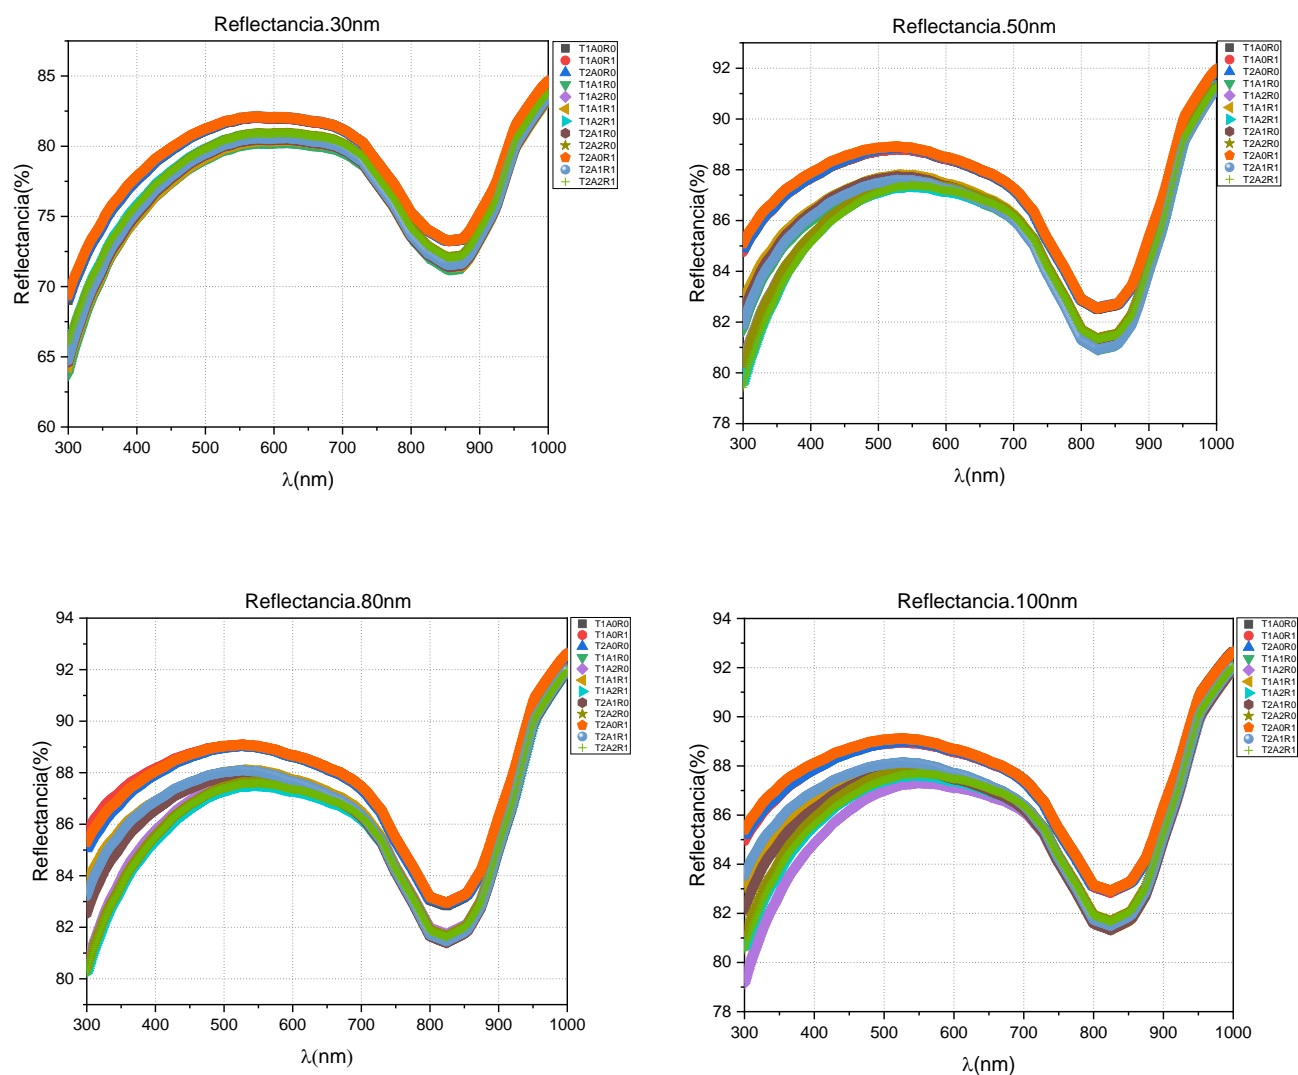 Reflectancia.30nm
Reflectancia(%)
85
80
75
70
65
60
300 400 500 600 700 800 900 1000
λ(nm)
T1A0R0
T1A0R1
T2A0R0
T1A1R0
T1A2R0
T1A1R1
T1A2R1
T2A1R0
T2A2R0
T2A0R1
T2A1R1
T2A2R1
Reflectancia.50nm
Reflectancia(%)
92
90
88
86
84
82
80
78
300 400 500 600 700 800 900 1000
λ(nm)
T1A0R0
T1A0R1
T2A0R0
T1A1R0
T1A2R0
T1A1R1
T1A2R1
T2A1R0
T2A2R0
T2A0R1
T2A1R1
T2A2R1
Reflectancia.80nm
Reflectancia(%)
94
92
90
88
86
84
82
80
300 400 500 600 700 800 900 1000
λ(nm)
T1A0R0
T1A0R1
T2A0R0
T1A1R0
T1A2R0
T1A1R1
T1A2R1
T2A1R0
T2A2R0
T2A0R1
T2A1R1
T2A2R1
Reflectancia.100nm
Reflectancia(%)
94
92
90
88
86
84
82
80
78
300 400 500 600 700 800 900 1000
λ(nm)
T1A0R0
T1A0R1
T2A0R0
T1A1R0
T1A2R0
T1A1R1
T1A2R1
T2A1R0
T2A2R0
T2A0R1
T2A1R1
T2A2R1